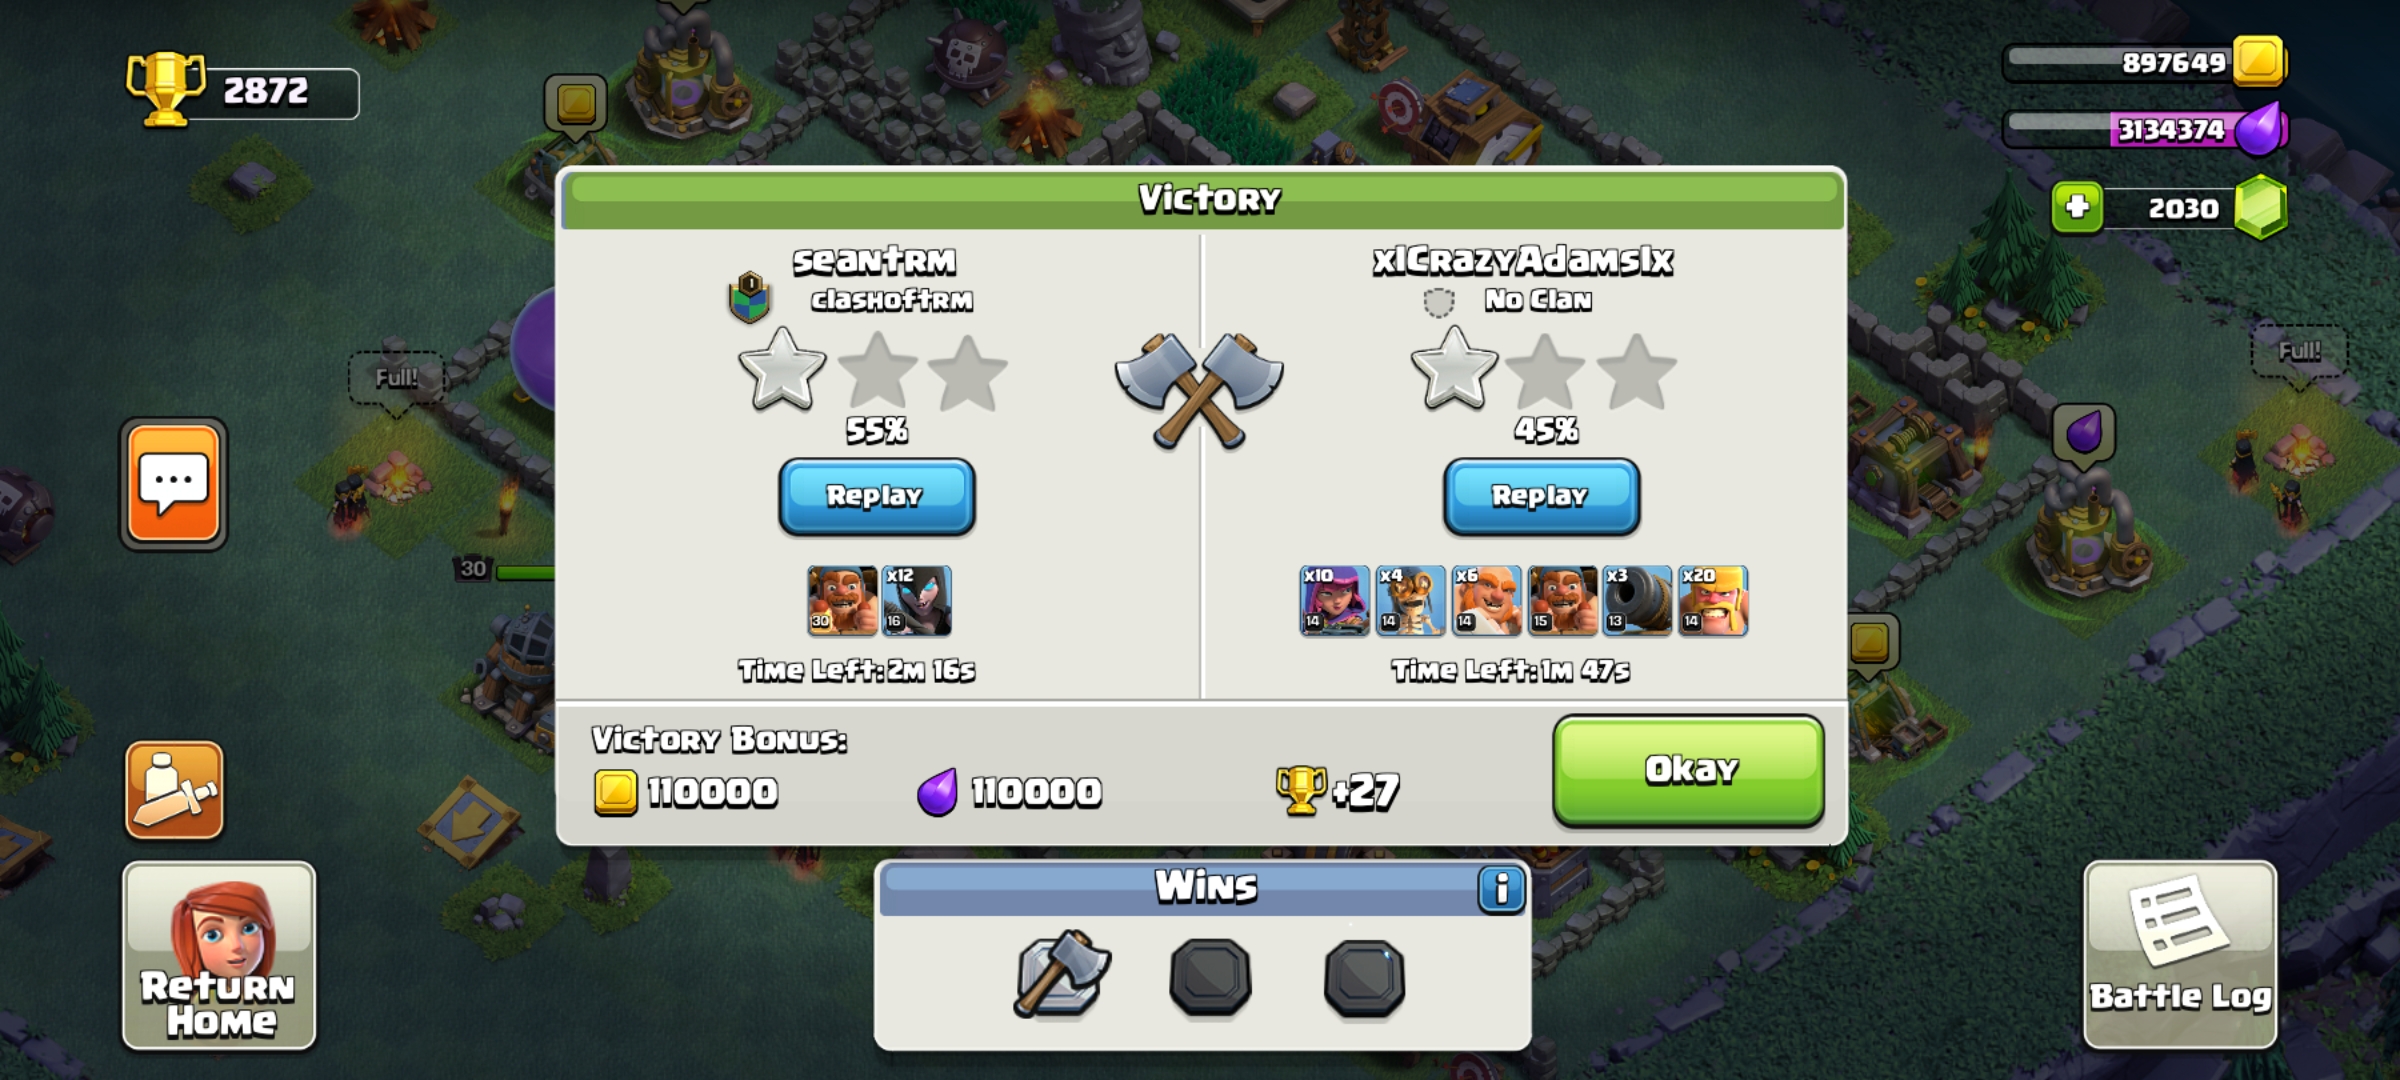 2872
897649
3134374
2030
Full!
Full!
30
Victory
seantrm
1
clashoftrm
55%
Replay
30
x12
16
Time Left:2m 16s
xlCrazyAdamslx
No Clan
45%
Replay
x10
14
x4
14
x6
14
15
x3
13
x20
14
Time Left:1m 47s
Victory Bonus:
110000
110000
+27
Okay
Wins
i
Return
Home
Battle Log